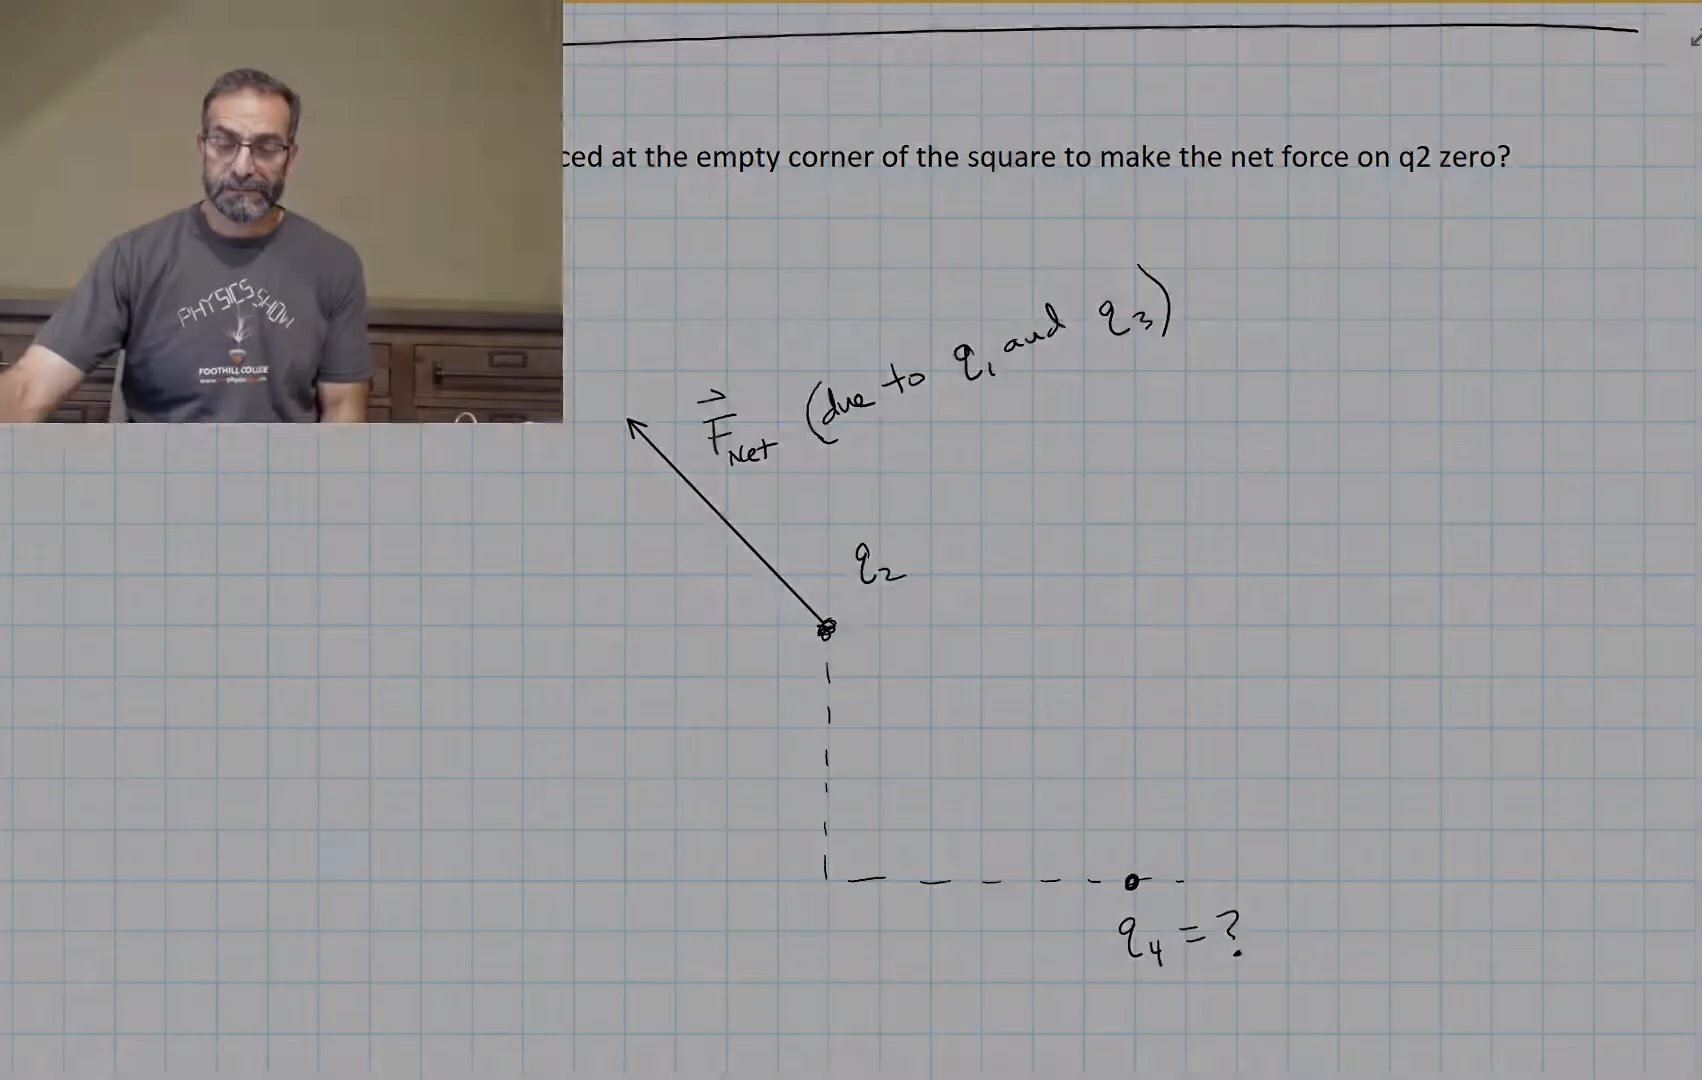 ced at the empty corner of the square to make the net force on q2 zero?
PHYSICS SHOW
FOOTHILL COLLEGE
F⃗Net (due to q1 and q3)
q2
q4 = ?